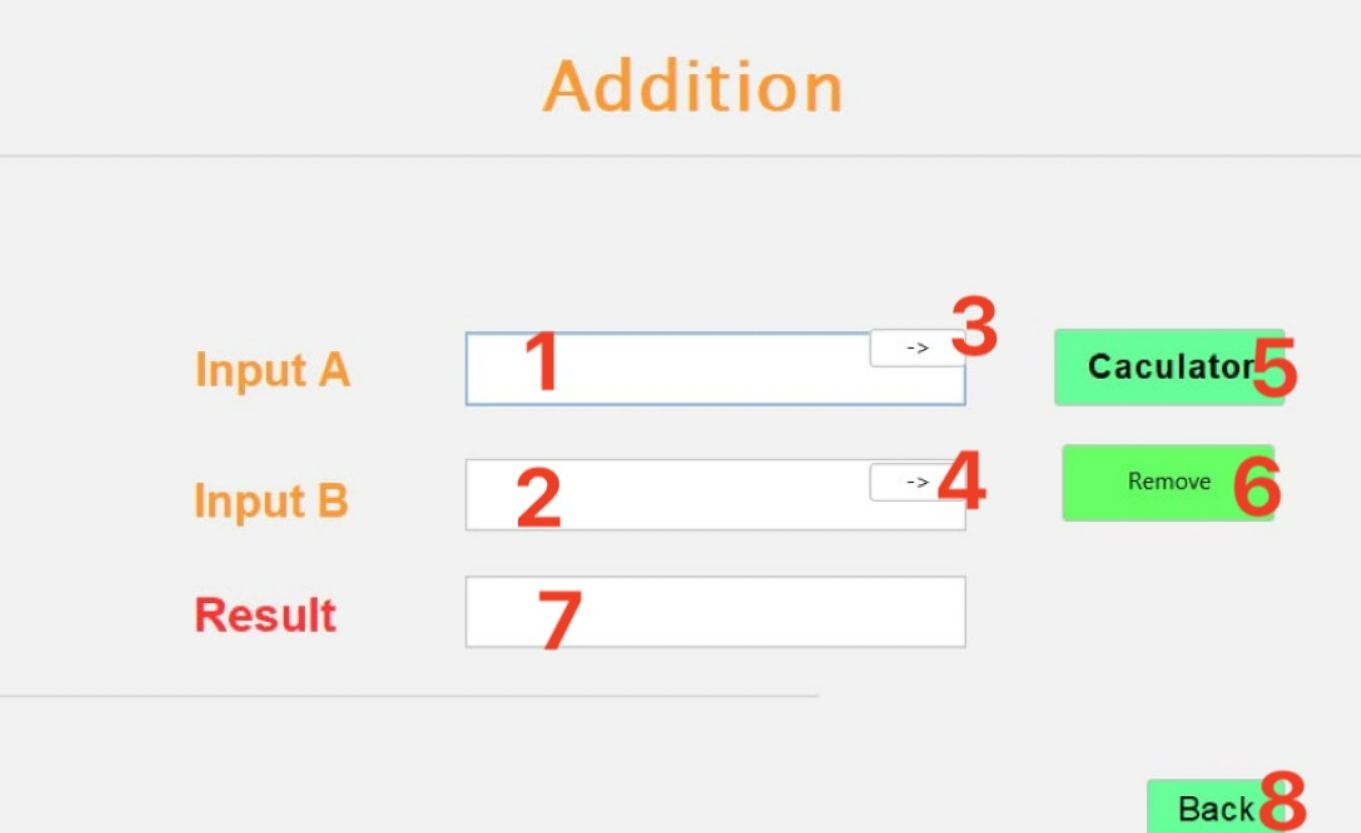 Addition
Input A 1 -> 3 Caculator 5
Input B 2 -> 4 Remove 6
Result 7
Back 8